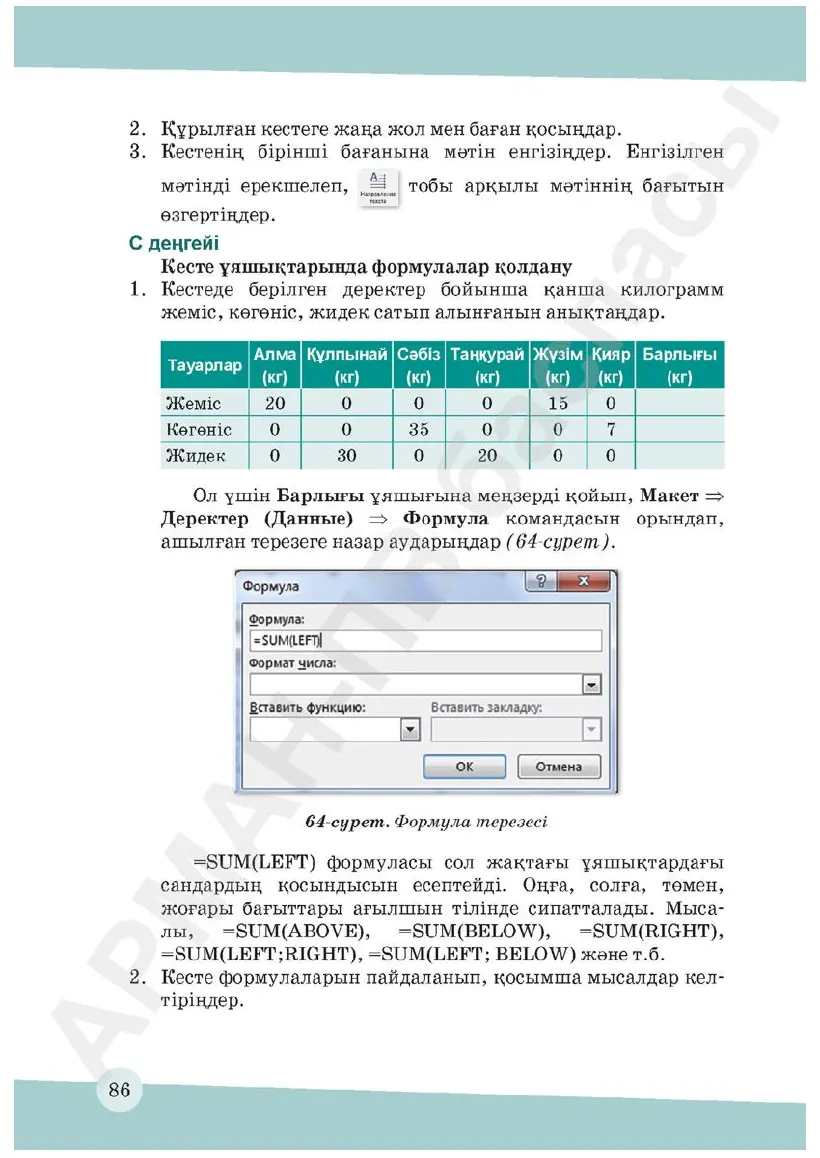 2. Құрылған кестеге жаңа жол мен баған қосыңдар.
3. Кестенің бірінші бағанына мәтін енгізіңдер. Енгізілген
мәтінді ерекшелеп, Направление текста тобы арқылы мәтіннің бағытын
өзгертіңдер.
С деңгейі
Кесте ұяшықтарында формулалар қолдану
1. Кестеде берілген деректер бойынша қанша килограмм
жеміс, көгөніс, жидек сатып алынғанын анықтаңдар.
Тауарлар Алма (кг) Құлпынай (кг) Сәбіз (кг) Таңқурай (кг) Жүзім (кг) Қияр (кг) Барлығы (кг)
Жеміс 20 0 0 0 15 0
Көгөніс 0 0 35 0 0 7
Жидек 0 30 0 20 0 0
Ол үшін Барлығы ұяшығына меңзерді қойып, Макет ⇒
Деректер (Данные) ⇒ Формула командасын орындап,
ашылған терезеге назар аударыңдар (64-сурет).
Формула
Формула:
=SUM(LEFT)
Формат числа:
Вставить функцию: Вставить закладку:
ОК Отмена
64-сурет. Формула терезесі
=SUM(LEFT) формуласы сол жақтағы ұяшықтардағы
сандардың қосындысын есептейді. Оңға, солға, төмен,
жоғары бағыттары ағылшын тілінде сипатталады. Мыса-
лы, =SUM(ABOVE), =SUM(BELOW), =SUM(RIGHT),
=SUM(LEFT;RIGHT), =SUM(LEFT; BELOW) және т.б.
2. Кесте формулаларын пайдаланып, қосымша мысалдар кел-
тіріңдер.
86
АРМАН-ПВ баспасы